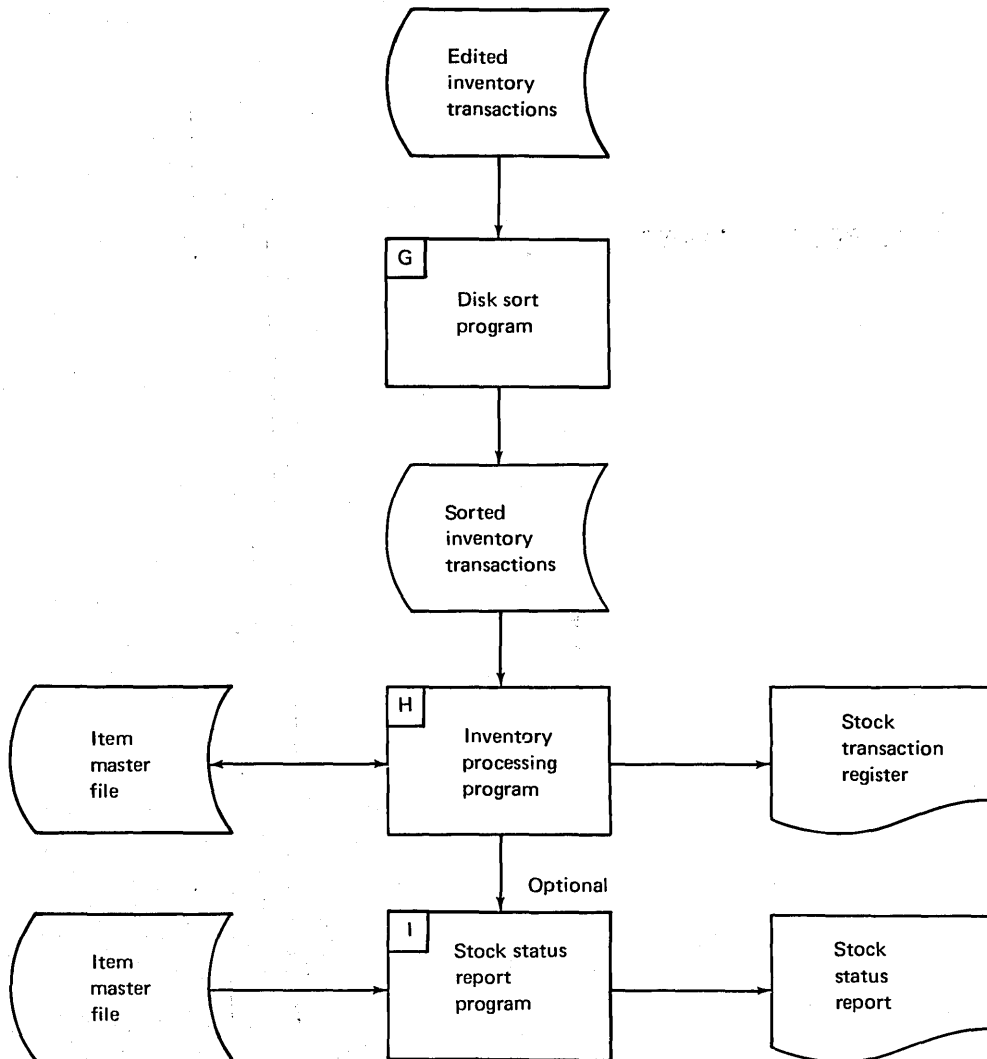 Edited
inventory
transactions
G
Disk sort
program
Sorted
inventory
transactions
Item
master
file
H
Inventory
processing
program
Stock
transaction
register
Optional
Item
master
file
I
Stock status
report
program
Stock
status
report